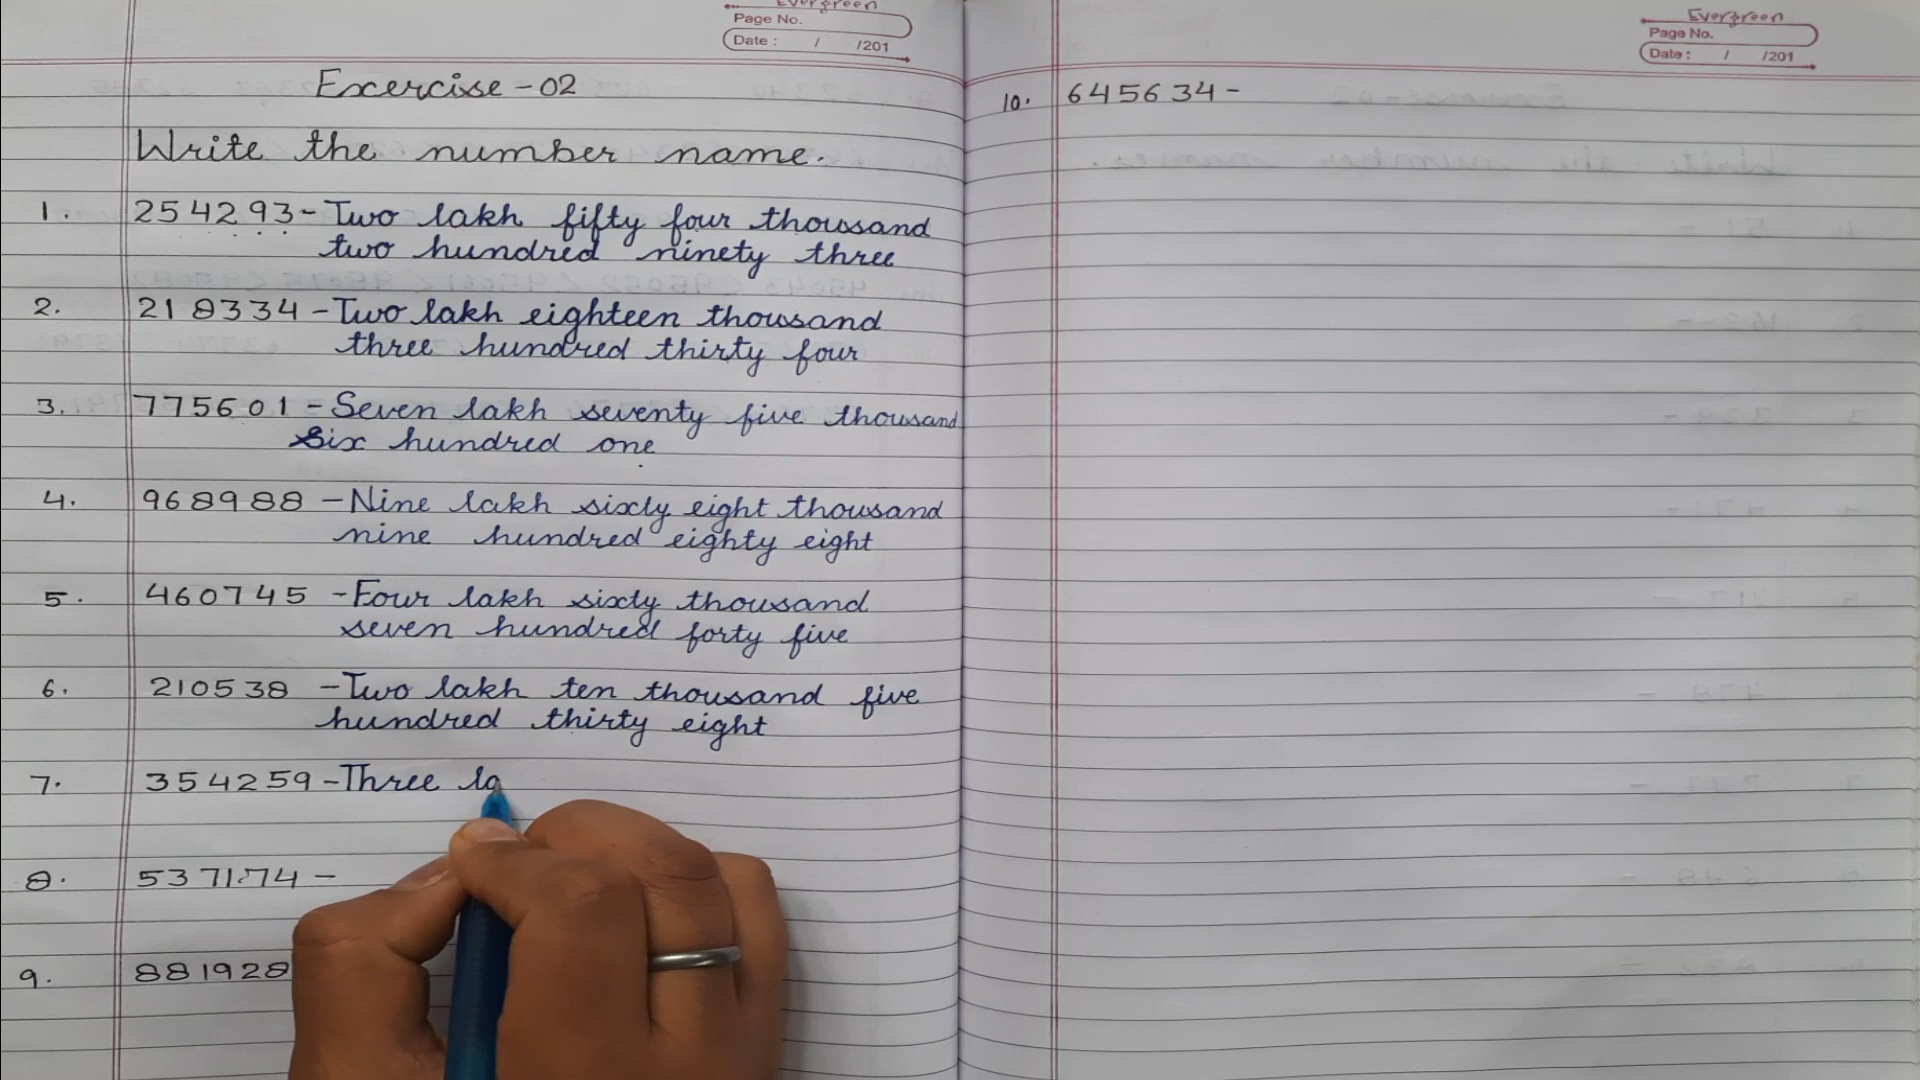 Evergreen
Page No.
Date : / /201
Excercise - 02
Write the number name.
1. 254293 - Two lakh fifty four thousand
two hundred ninety three
2. 218334 - Two lakh eighteen thousand
three hundred thirty four
3. 775601 - Seven lakh seventy five thousand
six hundred one
4. 968988 - Nine lakh sixty eight thousand
nine hundred eighty eight
5. 460745 - Four lakh sixty thousand
seven hundred forty five
6. 210538 - Two lakh ten thousand five
hundred thirty eight
7. 354259 - Three la
8. 537174 -
9. 881928
Evergreen
Page No.
Date : / /201
10. 645634 -